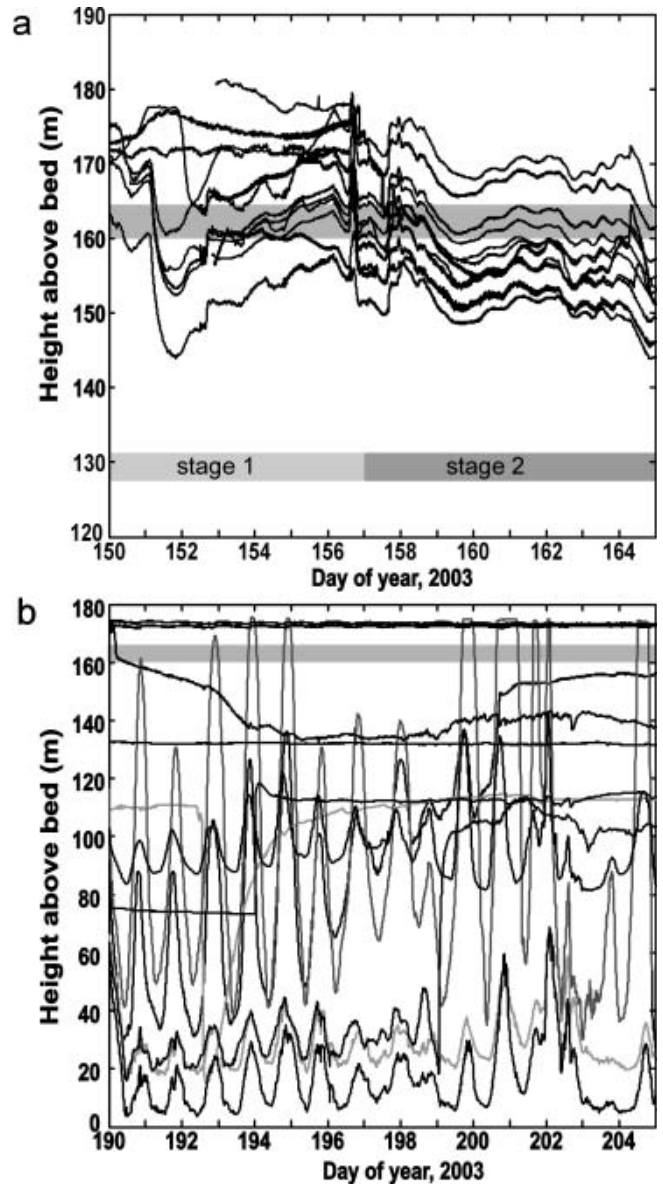 a
190
180
170
160
150
140
130
120
Height above bed (m)
stage 1 stage 2
150 152 154 156 158 160 162 164
Day of year, 2003
b
180
160
140
120
100
80
60
40
20
0
Height above bed (m)
190 192 194 196 198 200 202 204
Day of year, 2003